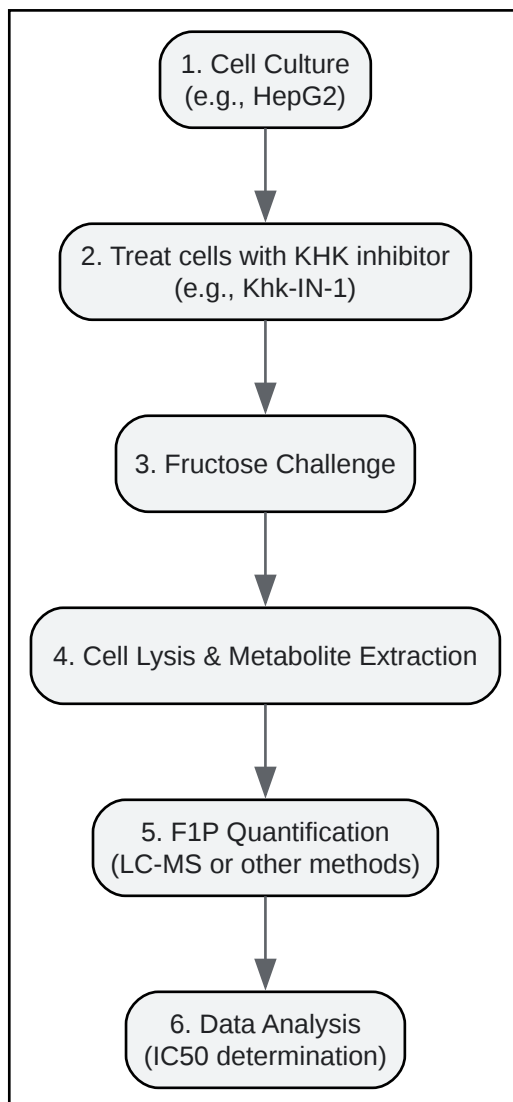 1. Cell Culture
(e.g., HepG2)
2. Treat cells with KHK inhibitor
(e.g., Khk-IN-1)
3. Fructose Challenge
4. Cell Lysis & Metabolite Extraction
5. F1P Quantification
(LC-MS or other methods)
6. Data Analysis
(IC50 determination)